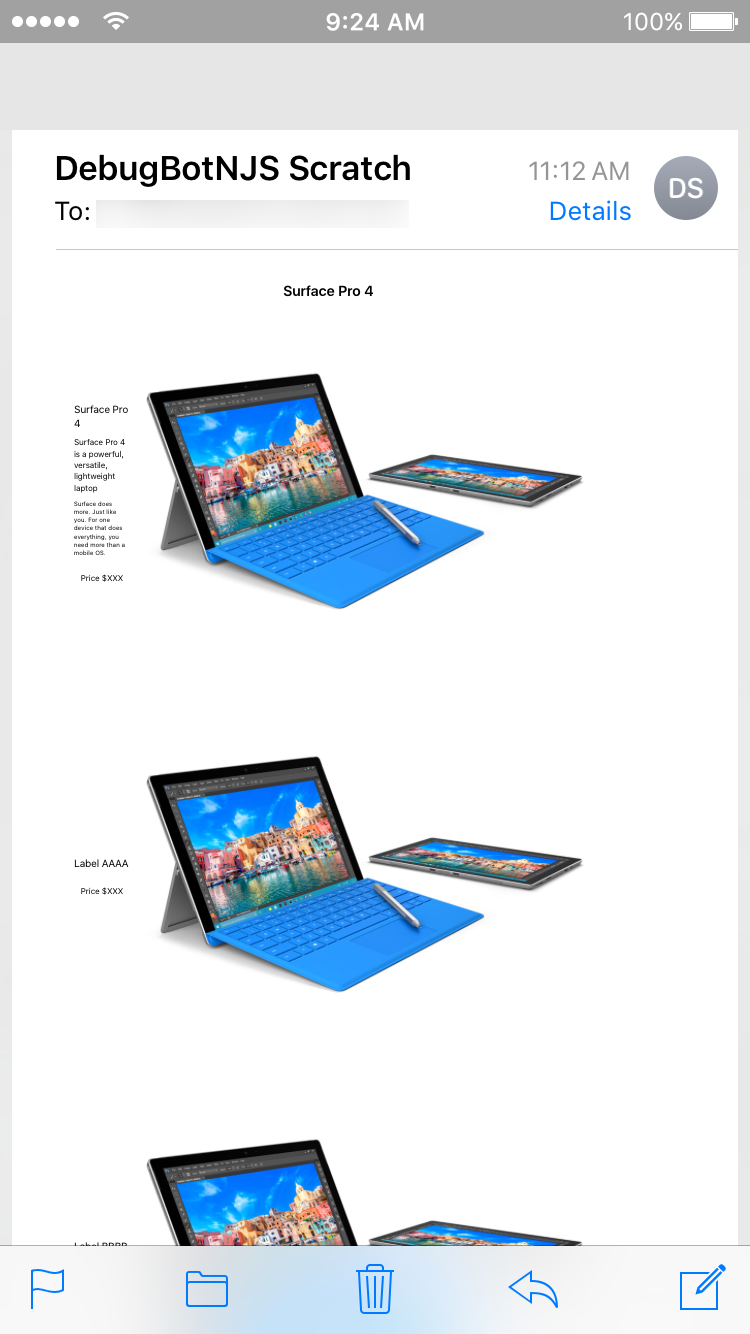 9:24 AM
100%
DebugBotNJS Scratch
11:12 AM
DS
To:
Details
Surface Pro 4
Surface Pro
4
Surface Pro 4
is a powerful,
versatile,
lightweight
laptop
Surface does
more. Just like
you. For one
device that does
everything, you
need more than a
mobile OS.
Price $XXX
Label AAAA
Price $XXX